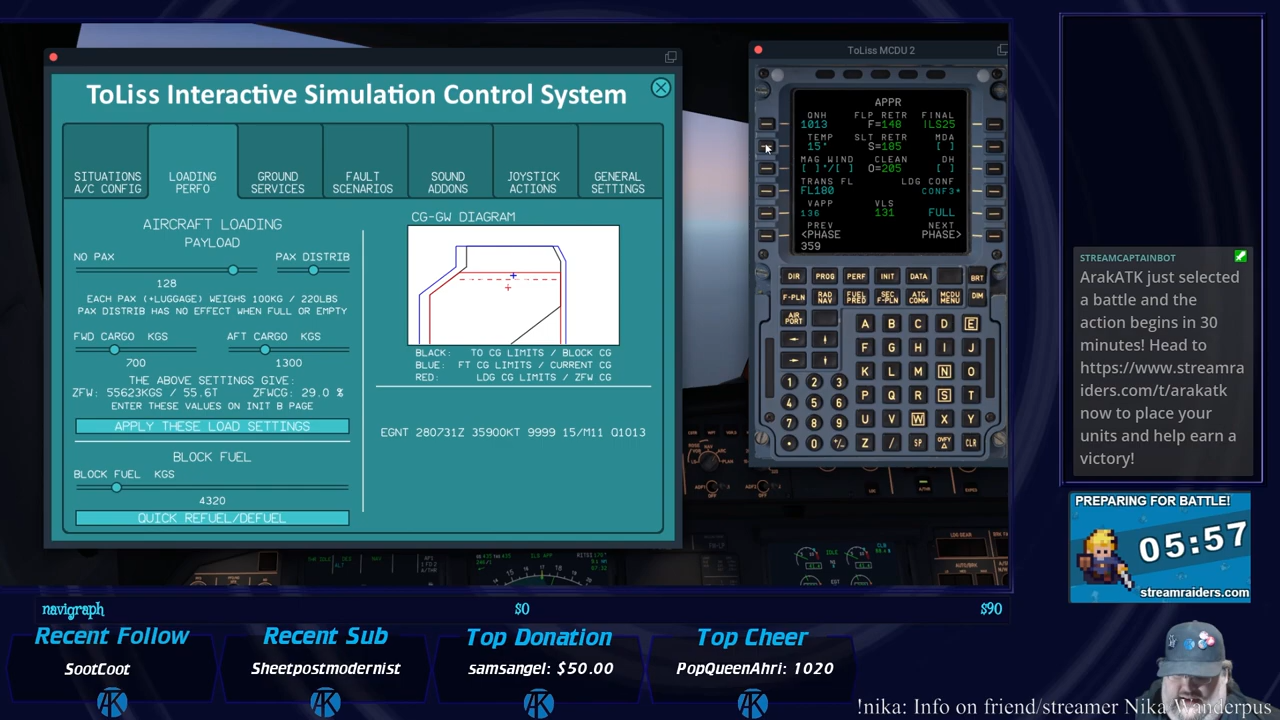 ToLiss Interactive Simulation Control System
SITUATIONS
A/C CONFIG
LOADING
PERFO
GROUND
SERVICES
FAULT
SCENARIOS
SOUND
ADDONS
JOYSTICK
ACTIONS
GENERAL
SETTINGS
AIRCRAFT LOADING
PAYLOAD
NO PAX
PAX DISTRIB
128
EACH PAX (+LUGGAGE) WEIGHS 100KG / 220LBS
PAX DISTRIB HAS NO EFFECT WHEN FULL OR EMPTY
FWD CARGO KGS
AFT CARGO KGS
700
1300
THE ABOVE SETTINGS GIVE:
ZFW: 55623KGS / 55.6T ZFWCG: 29.0 %
ENTER THESE VALUES ON INIT B PAGE
APPLY THESE LOAD SETTINGS
BLOCK FUEL
BLOCK FUEL KGS
4320
QUICK REFUEL/DEFUEL
CG-GW DIAGRAM
BLACK: TO CG LIMITS / BLOCK CG
BLUE: FT CG LIMITS / CURRENT CG
RED: LDG CG LIMITS / ZFW CG
EGNT 280731Z 35900KT 9999 15/M11 Q1013
ToLiss MCDU 2
APPR
QNH FLP RETR FINAL
1013 F=148 ILS25
TEMP SLT RETR MDA
15° S=185 [ ]
MAG WIND CLEAN DH
[ ]°/[ ] O=205 [ ]
TRANS FL LDG CONF
FL180 CONF3*
VAPP VLS
136 131 FULL
PREV NEXT
<PHASE PHASE>
359
DIR PROG PERF INIT DATA BRT
F-PLN RAD NAV FUEL PRED SEC F-PLN ATC COMM MCDU MENU DIM
AIR PORT
A B C D E
F G H I J
K L M N O
P Q R S T
U V W X Y
Z / SP OVFY CLR
1 2 3
4 5 6
7 8 9
. 0 +/-
STREAMCAPTAINBOT
ArakATK just selected
a battle and the
action begins in 30
minutes! Head to
https://www.streamra
iders.com/t/arakatk
now to place your
units and help earn a
victory!
PREPARING FOR BATTLE!
05:57
streamraiders.com
navigraph
$0
$90
Recent Follow
SootCoot
Recent Sub
Sheetpostmodernist
Top Donation
samsangel: $50.00
Top Cheer
PopQueenAhri: 1020
!nika: Info on friend/streamer Nika Wanderpus